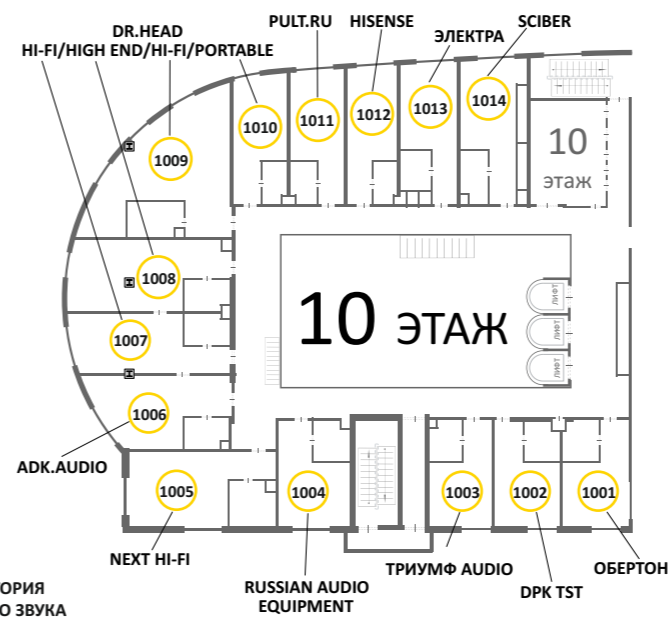 DR.HEAD
HI-FI/HIGH END/HI-FI/PORTABLE
PULT.RU
HISENSE
ЭЛЕКТРА
SCIBER
1009
1010
1011
1012
1013
1014
10
этаж
1008
1007
1006
10 ЭТАЖ
ЛИФТ
ЛИФТ
ЛИФТ
ADK.AUDIO
1005
1004
1003
1002
1001
NEXT HI-FI
RUSSIAN AUDIO
EQUIPMENT
ТРИУМФ AUDIO
DPK TST
ОБЕРТОН
ТОРИЯ
О ЗВУКА